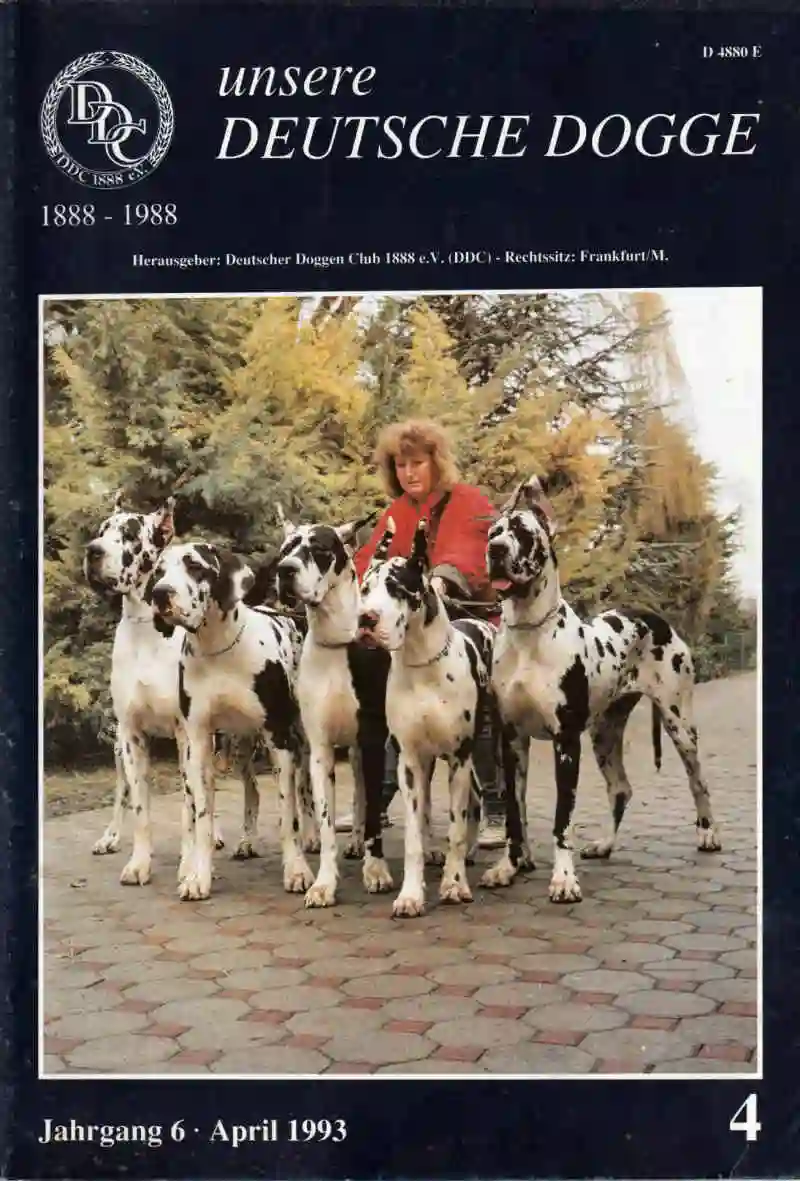 D 4880 E
DDC
DDC 1888 e.V.
unsere
DEUTSCHE DOGGE
1888 - 1988
Herausgeber: Deutscher Doggen Club 1888 e.V. (DDC) - Rechtssitz: Frankfurt/M.
Jahrgang 6 · April 1993
4